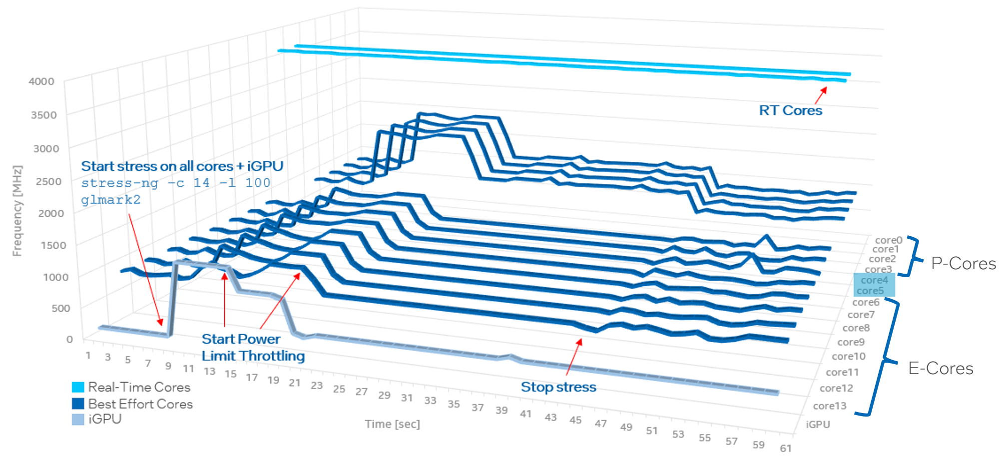 4000
3500
3000
2500
2000
1500
1000
500
0
Frequency [MHz]
Start stress on all cores + iGPU
stress-ng -c 14 -l 100
glmark2
RT Cores
Start Power
Limit Throttling
Stop stress
core0
core1
core2
core3
core4
core5
core6
core7
core8
core9
core10
core11
core12
core13
iGPU
P-Cores
E-Cores
1 3 5 7 9 11 13 15 17 19 21 23 25 27 29 31 33 35 37 39 41 43 45 47 49 51 53 55 57 59 61
Time [sec]
Real-Time Cores
Best Effort Cores
iGPU